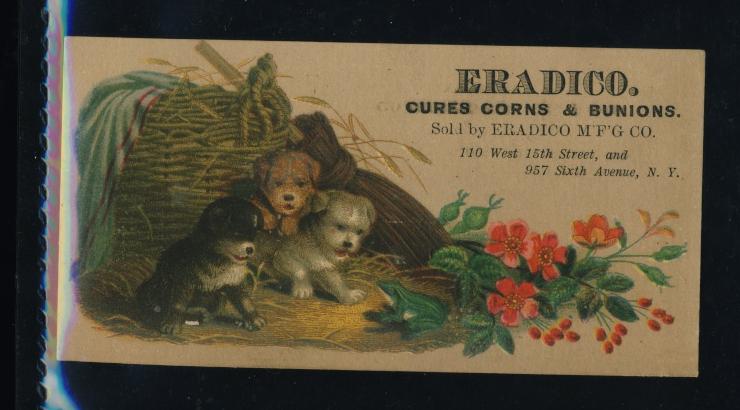 ERADICO.
CURES CORNS & BUNIONS.
Sold by ERADICO M'F'G CO.
110 West 15th Street, and
957 Sixth Avenue, N. Y.